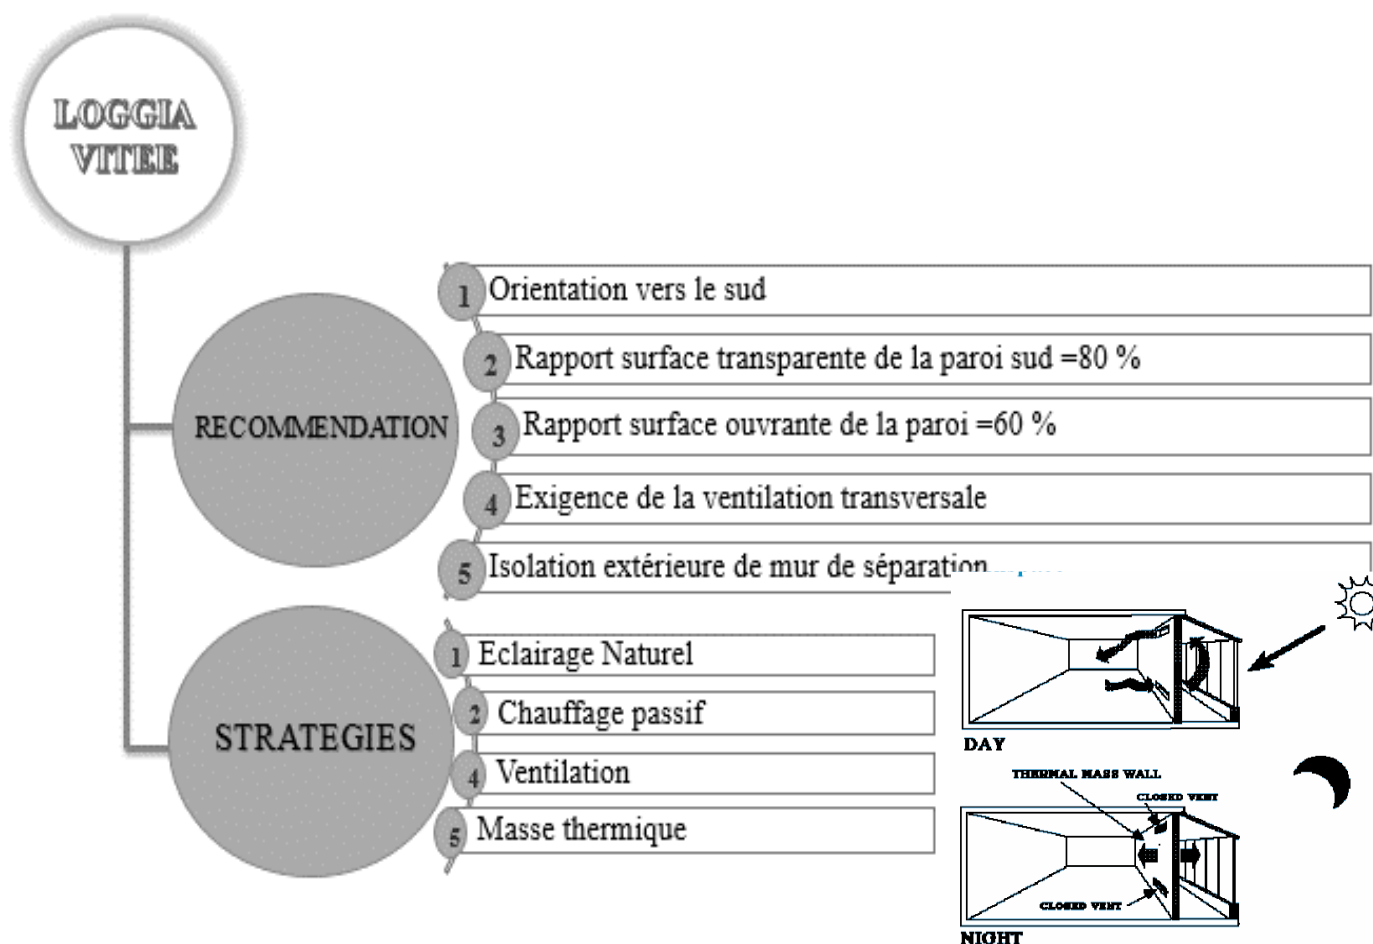 LOGGIA
VITEE
RECOMMENDATION
1 Orientation vers le sud
2 Rapport surface transparente de la paroi sud =80 %
3 Rapport surface ouvrante de la paroi =60 %
4 Exigence de la ventilation transversale
5 Isolation extérieure de mur de séparation
STRATEGIES
1 Eclairage Naturel
2 Chauffage passif
4 Ventilation
5 Masse thermique
DAY
THERMAL MASS WALL
CLOSED VENT
CLOSED VENT
NIGHT